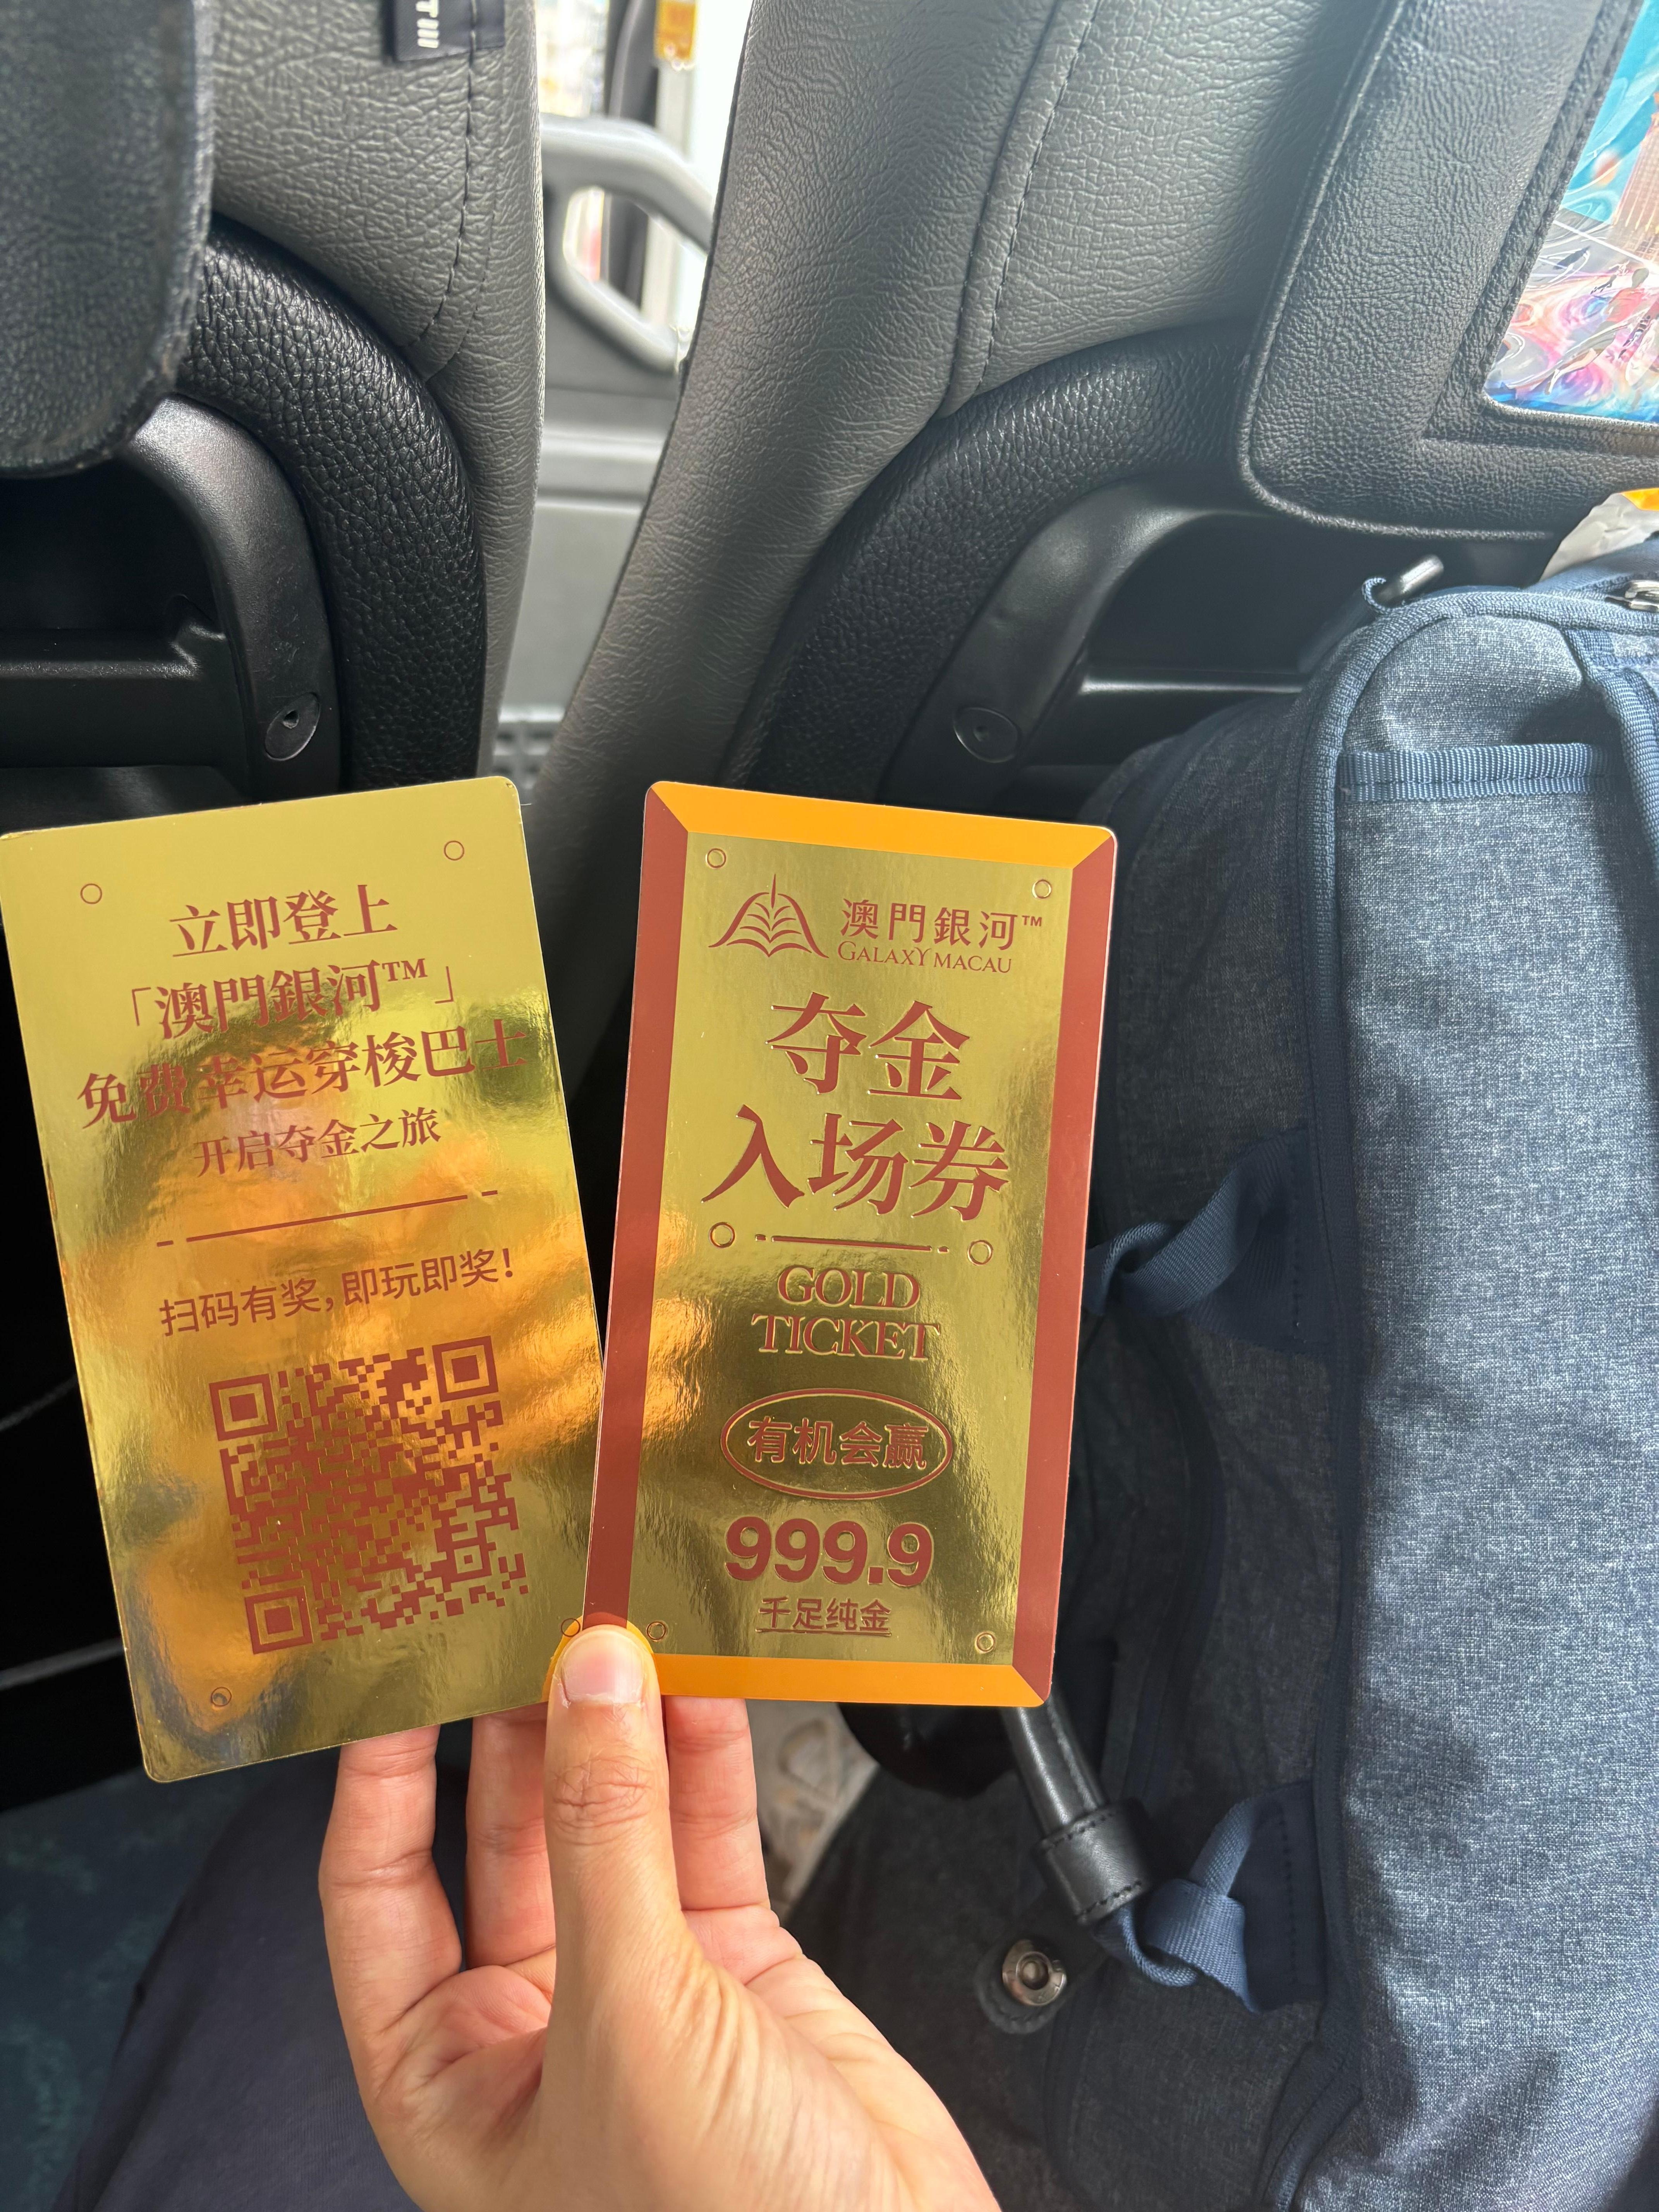 立即登上
「澳門銀河™」
免费幸运穿梭巴士
开启夺金之旅
扫码有奖，即玩即奖！
澳門銀河™
GALAXY MACAU
夺金
入场券
GOLD
TICKET
有机会赢
999.9
千足纯金